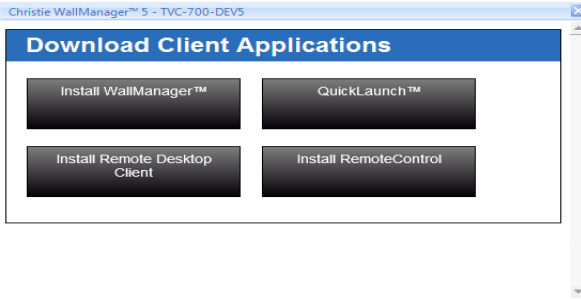 Christie WallManager™ 5 - TVC-700-DEV5
Download Client Applications
Install WallManager™
QuickLaunch™
Install Remote Desktop
Client
Install RemoteControl